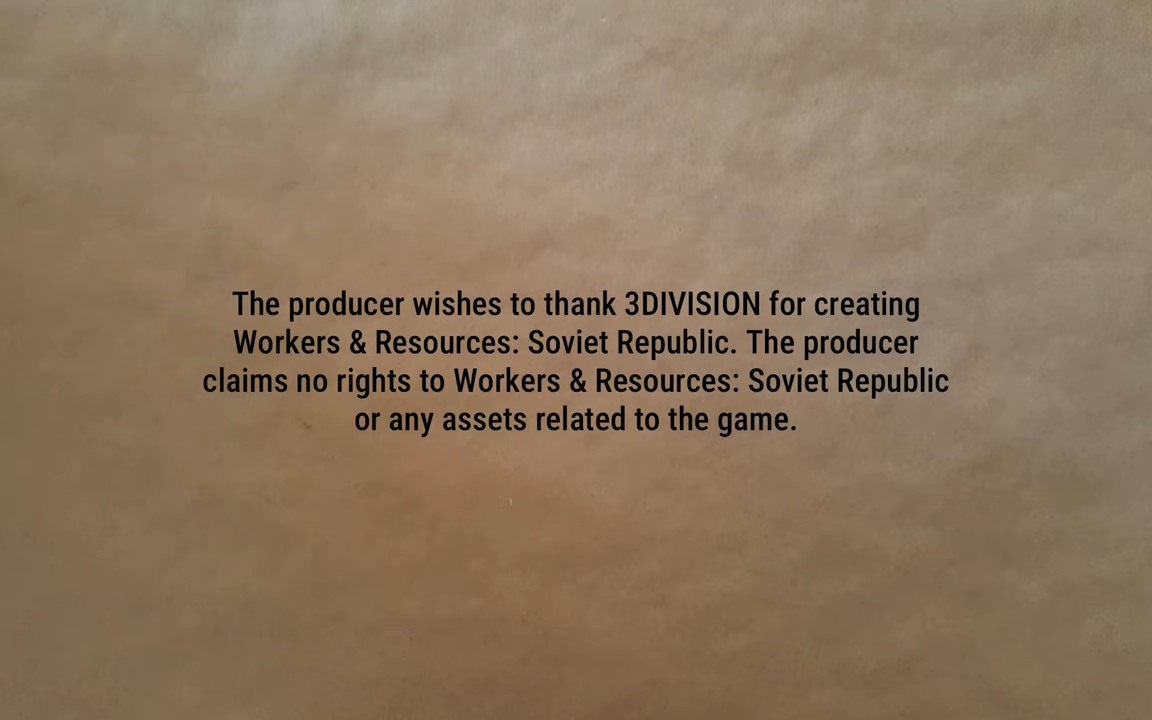 The producer wishes to thank 3DIVISION for creating
Workers & Resources: Soviet Republic. The producer
claims no rights to Workers & Resources: Soviet Republic
or any assets related to the game.